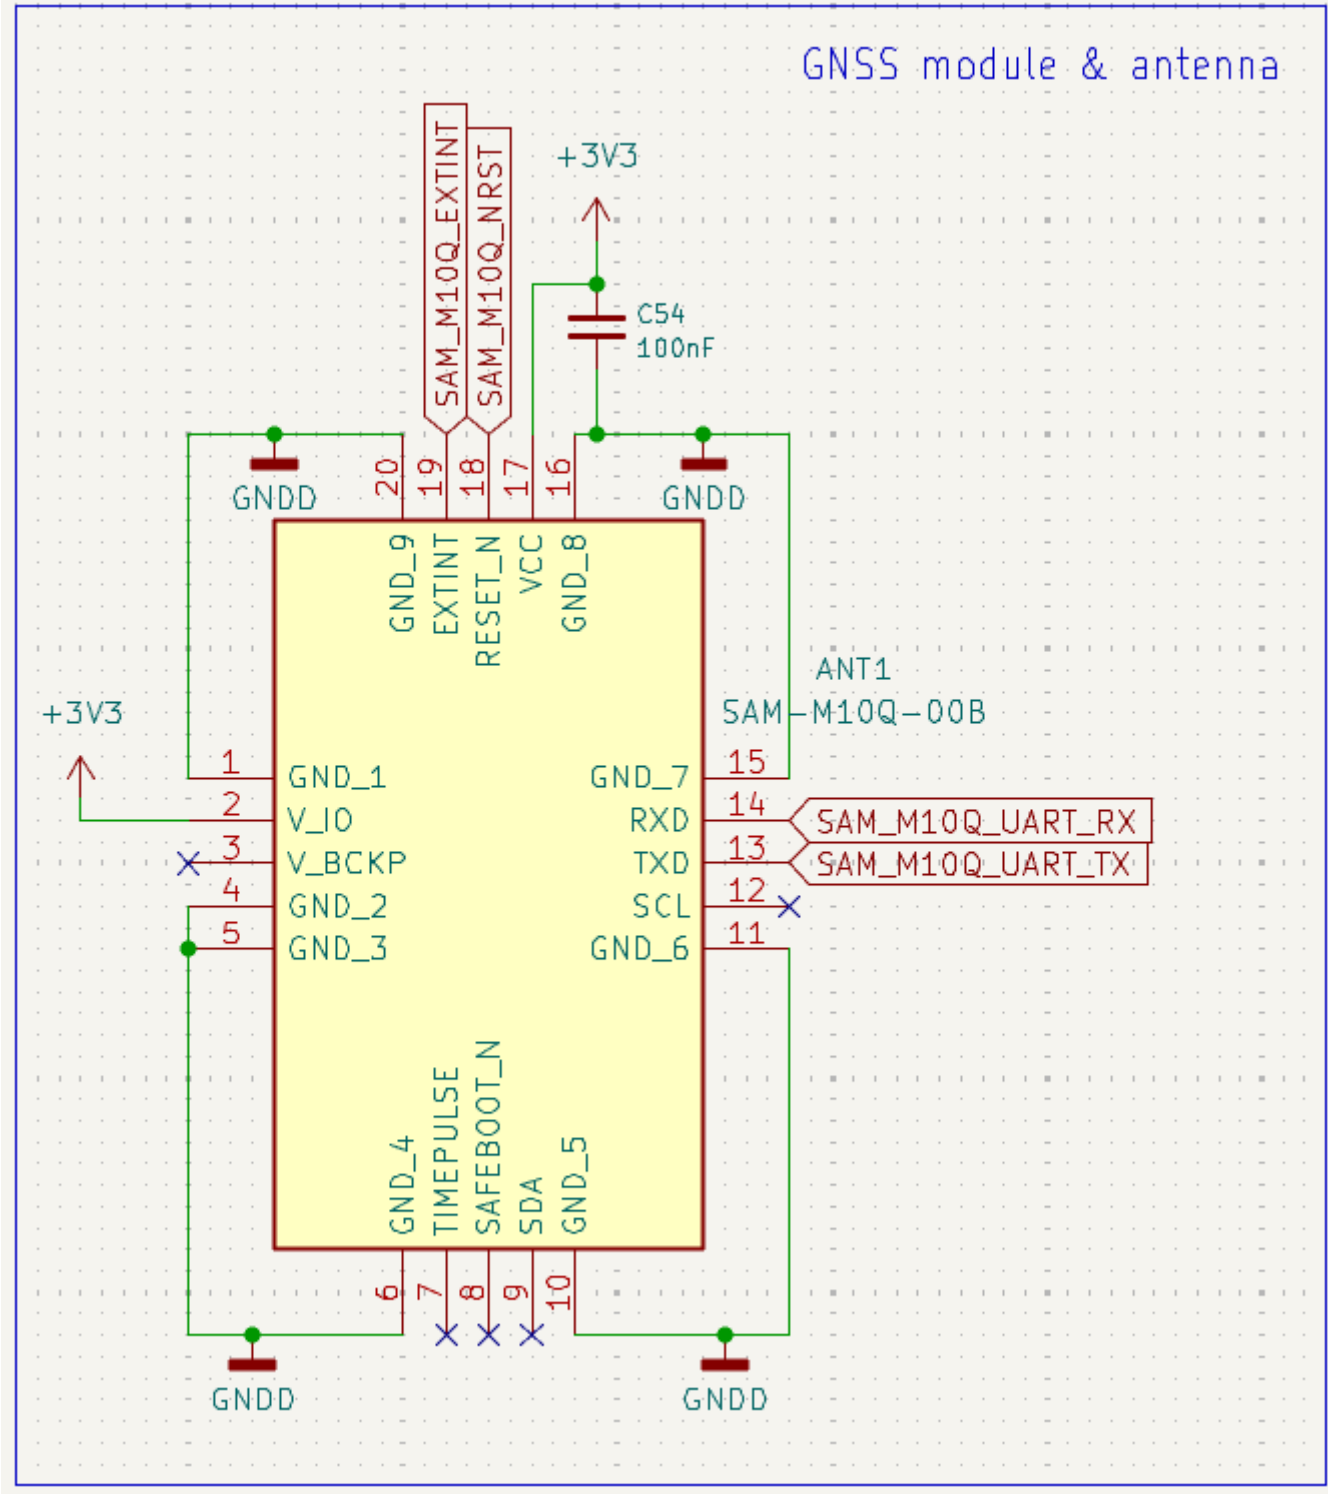 GNSS module & antenna
SAM_M10Q_EXTINT
SAM_M10Q_NRST
+3V3
C54
100nF
GNDD
20
19
18
17
16
GNDD
GND_9
EXTINT
RESET_N
VCC
GND_8
ANT1
SAM-M10Q-00B
+3V3
1
GND_1
GND_7
15
2
V_IO
RXD
14
SAM_M10Q_UART_RX
3
V_BCKP
TXD
13
SAM_M10Q_UART_TX
4
GND_2
SCL
12
5
GND_3
GND_6
11
GND_4
TIMEPULSE
SAFEBOOT_N
SDA
GND_5
6
7
8
9
10
GNDD
GNDD